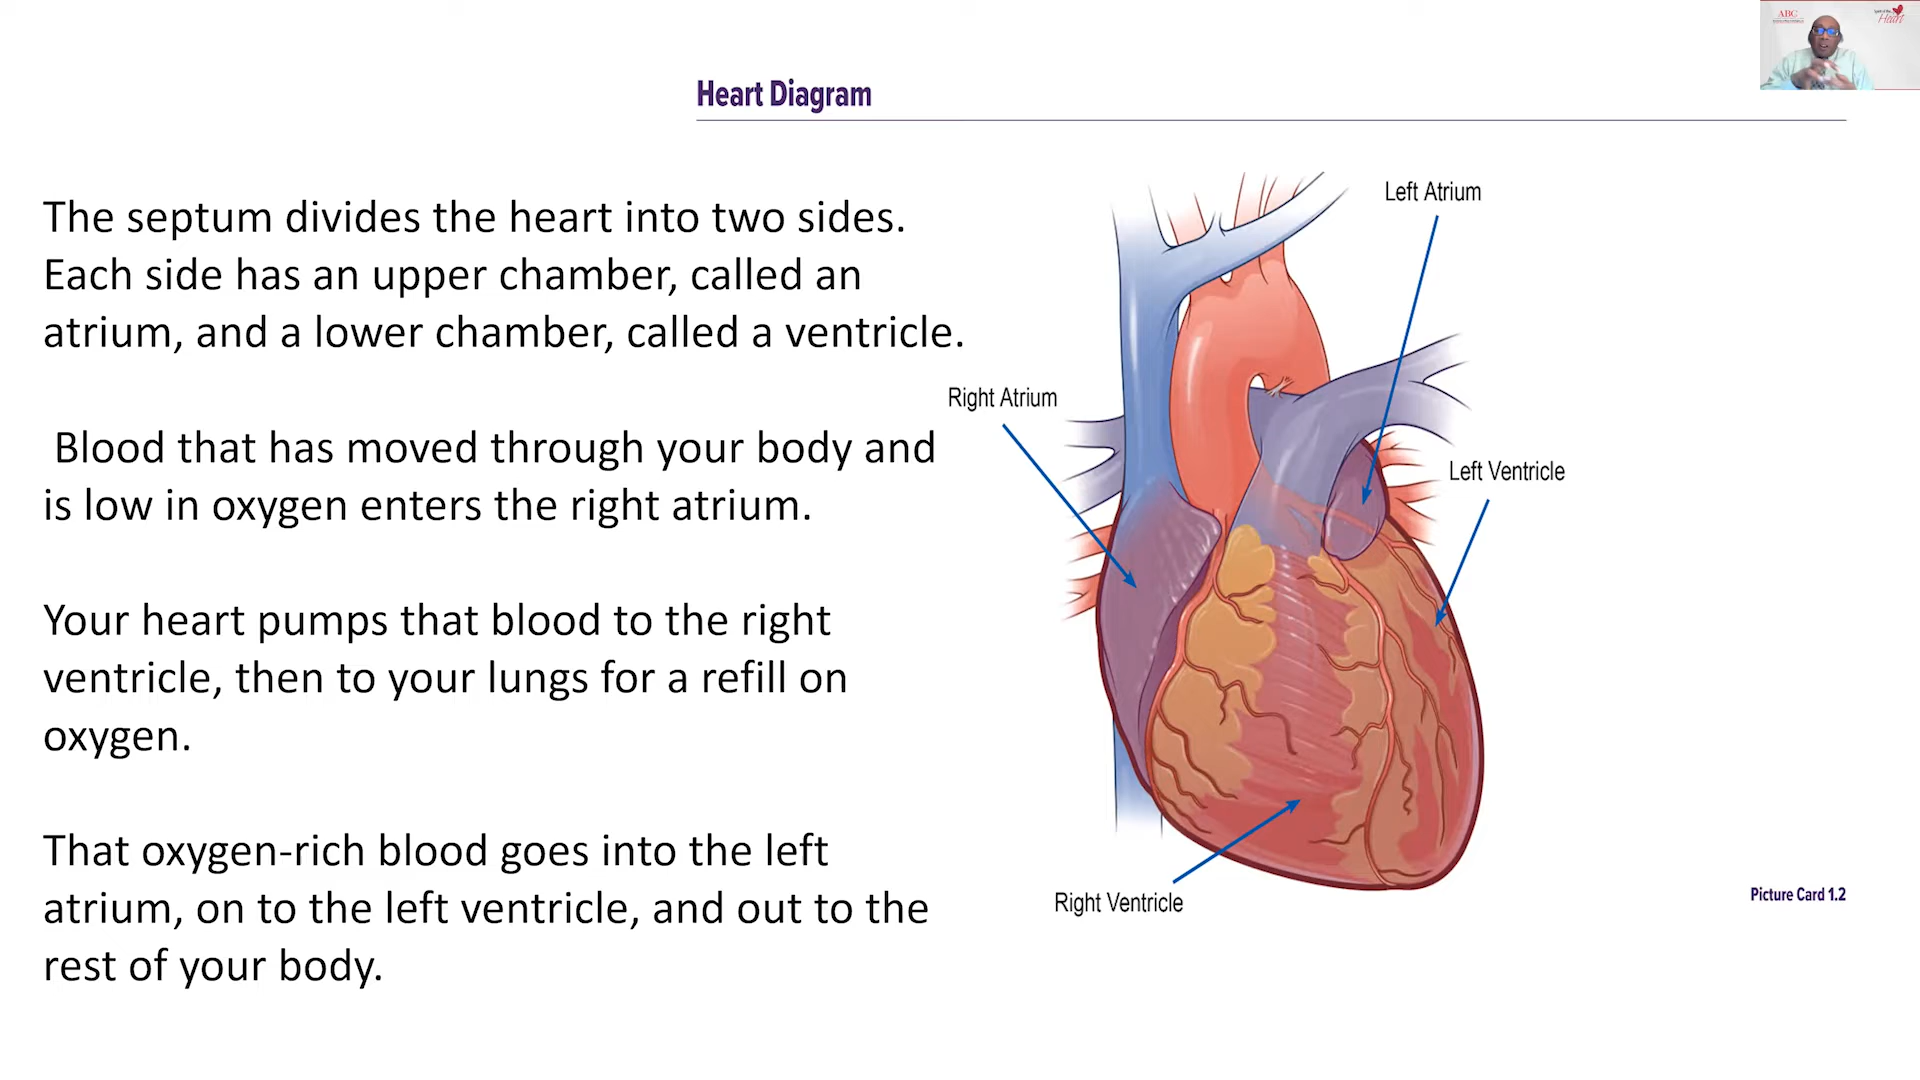 ABC
Heart
Heart Diagram
The septum divides the heart into two sides.
Each side has an upper chamber, called an
atrium, and a lower chamber, called a ventricle.
Blood that has moved through your body and
is low in oxygen enters the right atrium.
Your heart pumps that blood to the right
ventricle, then to your lungs for a refill on
oxygen.
That oxygen-rich blood goes into the left
atrium, on to the left ventricle, and out to the
rest of your body.
Left Atrium
Right Atrium
Left Ventricle
Right Ventricle
Picture Card 1.2